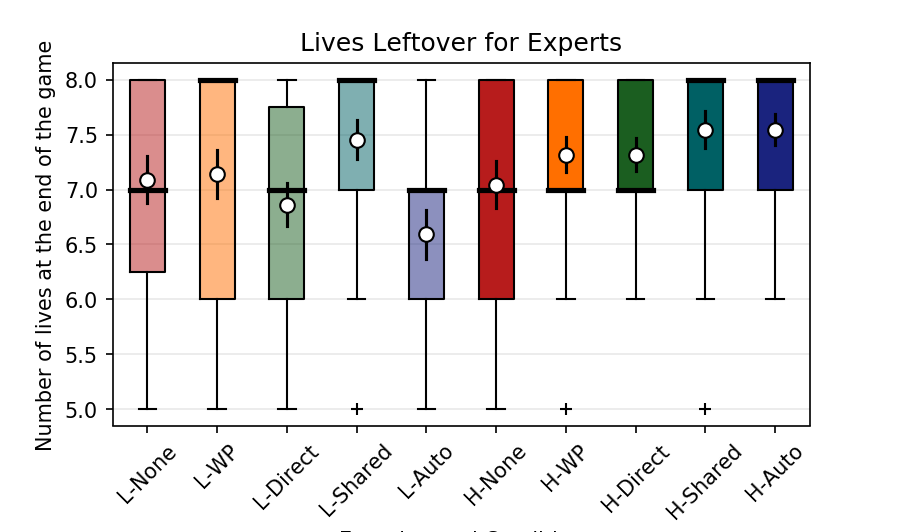 Lives Leftover for Experts
Number of lives at the end of the game
8.0
7.5
7.0
6.5
6.0
5.5
5.0
L-None
L-WP
L-Direct
L-Shared
L-Auto
H-None
H-WP
H-Direct
H-Shared
H-Auto